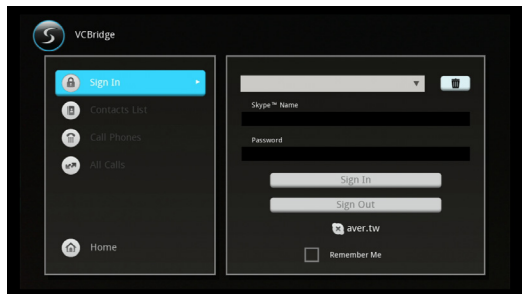 VCBridge
Sign In
Contacts List
Call Phones
All Calls
Home
Skype™ Name
Password
Sign In
Sign Out
aver.tw
Remember Me